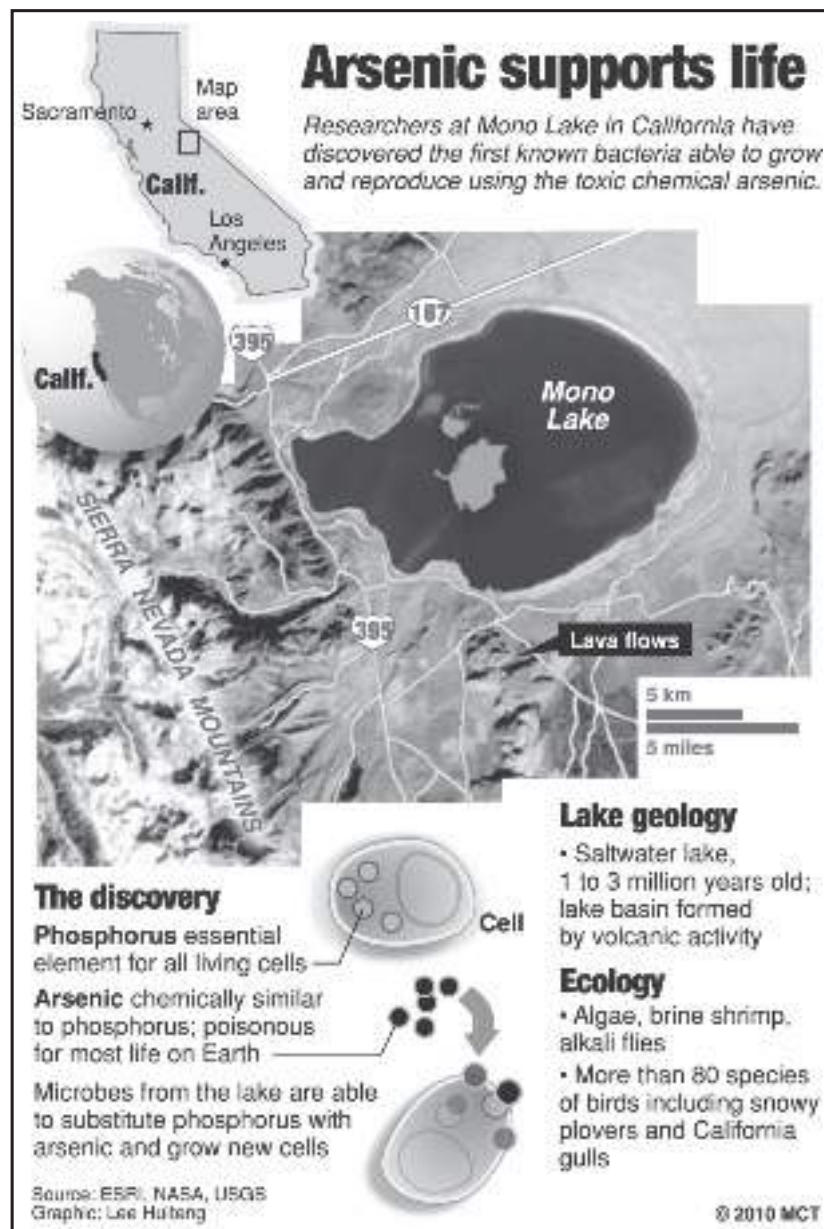 Arsenic supports life
Researchers at Mono Lake in California have
discovered the first known bacteria able to grow
and reproduce using the toxic chemical arsenic.
Sacramento
Map
area
Calif.
Los
Angeles
Calif.
395
167
Mono
Lake
SIERRA NEVADA MOUNTAINS
395
Lava flows
5 km
5 miles
The discovery
Phosphorus essential
element for all living cells
Arsenic chemically similar
to phosphorus; poisonous
for most life on Earth
Microbes from the lake are able
to substitute phosphorus with
arsenic and grow new cells
Cell
Lake geology
• Saltwater lake,
1 to 3 million years old;
lake basin formed
by volcanic activity
Ecology
• Algae, brine shrimp,
alkali flies
• More than 80 species
of birds including snowy
plovers and California
gulls
Source: ESRI, NASA, USGS
Graphic: Lee Hulteng
© 2010 MCT